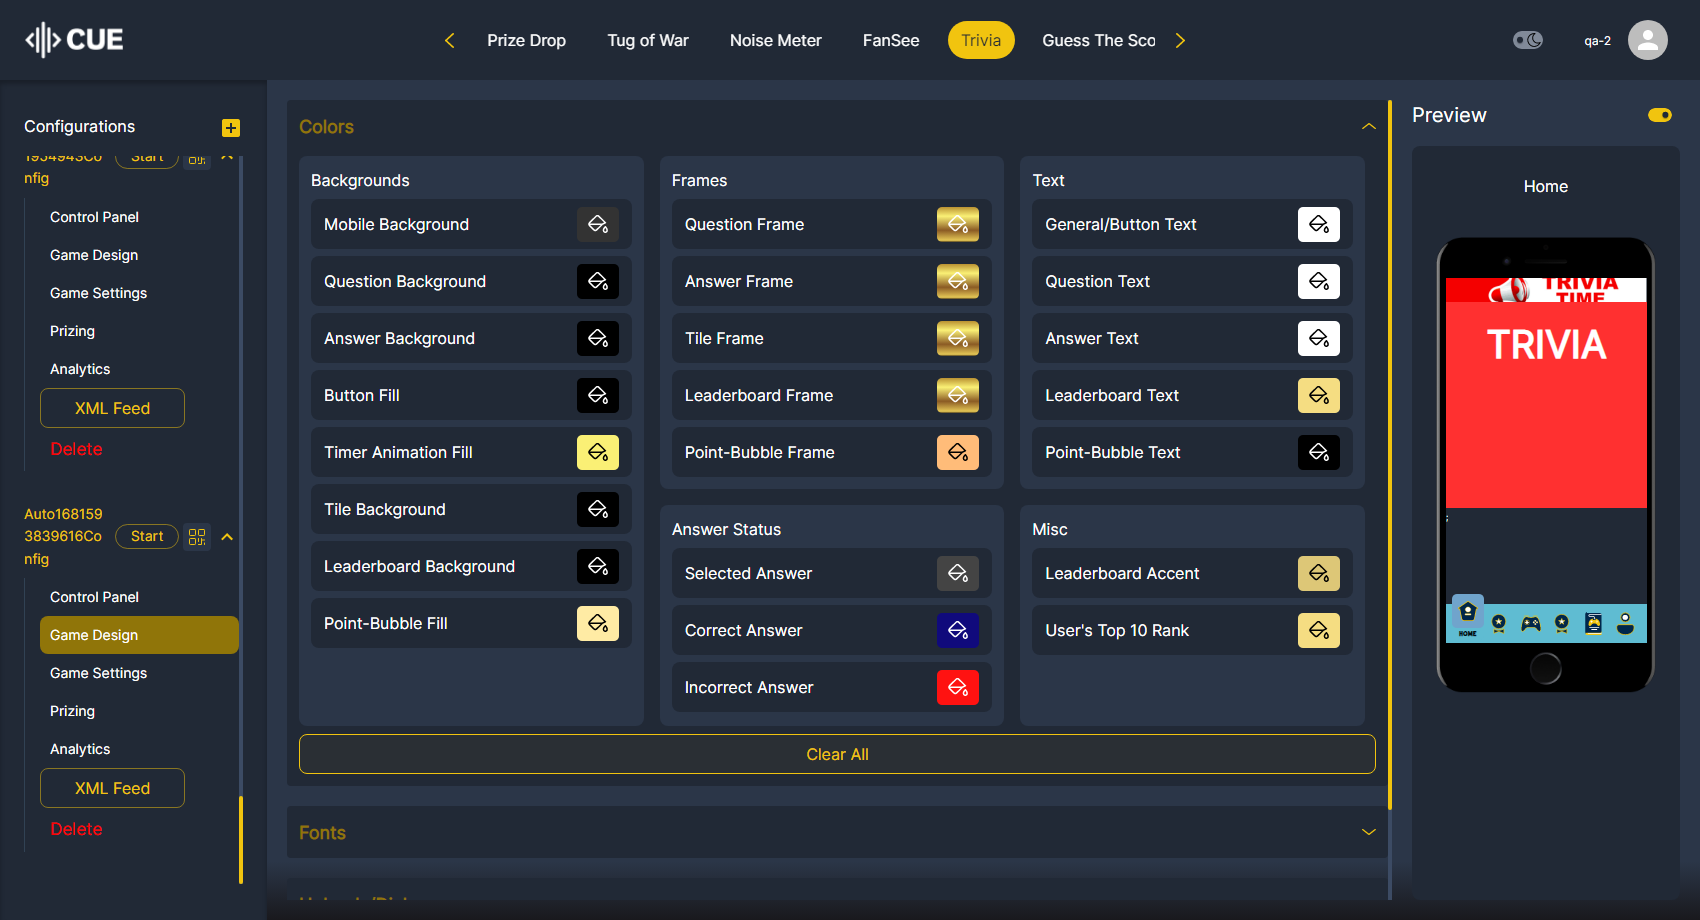 CUE
Prize Drop
Tug of War
Noise Meter
FanSee
Trivia
Guess The Sco
qa-2
Configurations
1954943Co
nfig
Start
Control Panel
Game Design
Game Settings
Prizing
Analytics
XML Feed
Delete
Auto168159
3839616Co
nfig
Start
Control Panel
Game Design
Game Settings
Prizing
Analytics
XML Feed
Delete
Colors
Backgrounds
Mobile Background
Question Background
Answer Background
Button Fill
Timer Animation Fill
Tile Background
Leaderboard Background
Point-Bubble Fill
Frames
Question Frame
Answer Frame
Tile Frame
Leaderboard Frame
Point-Bubble Frame
Text
General/Button Text
Question Text
Answer Text
Leaderboard Text
Point-Bubble Text
Answer Status
Selected Answer
Correct Answer
Incorrect Answer
Misc
Leaderboard Accent
User's Top 10 Rank
Clear All
Fonts
Preview
Home
TRIVIA
TIME
TRIVIA
HOME